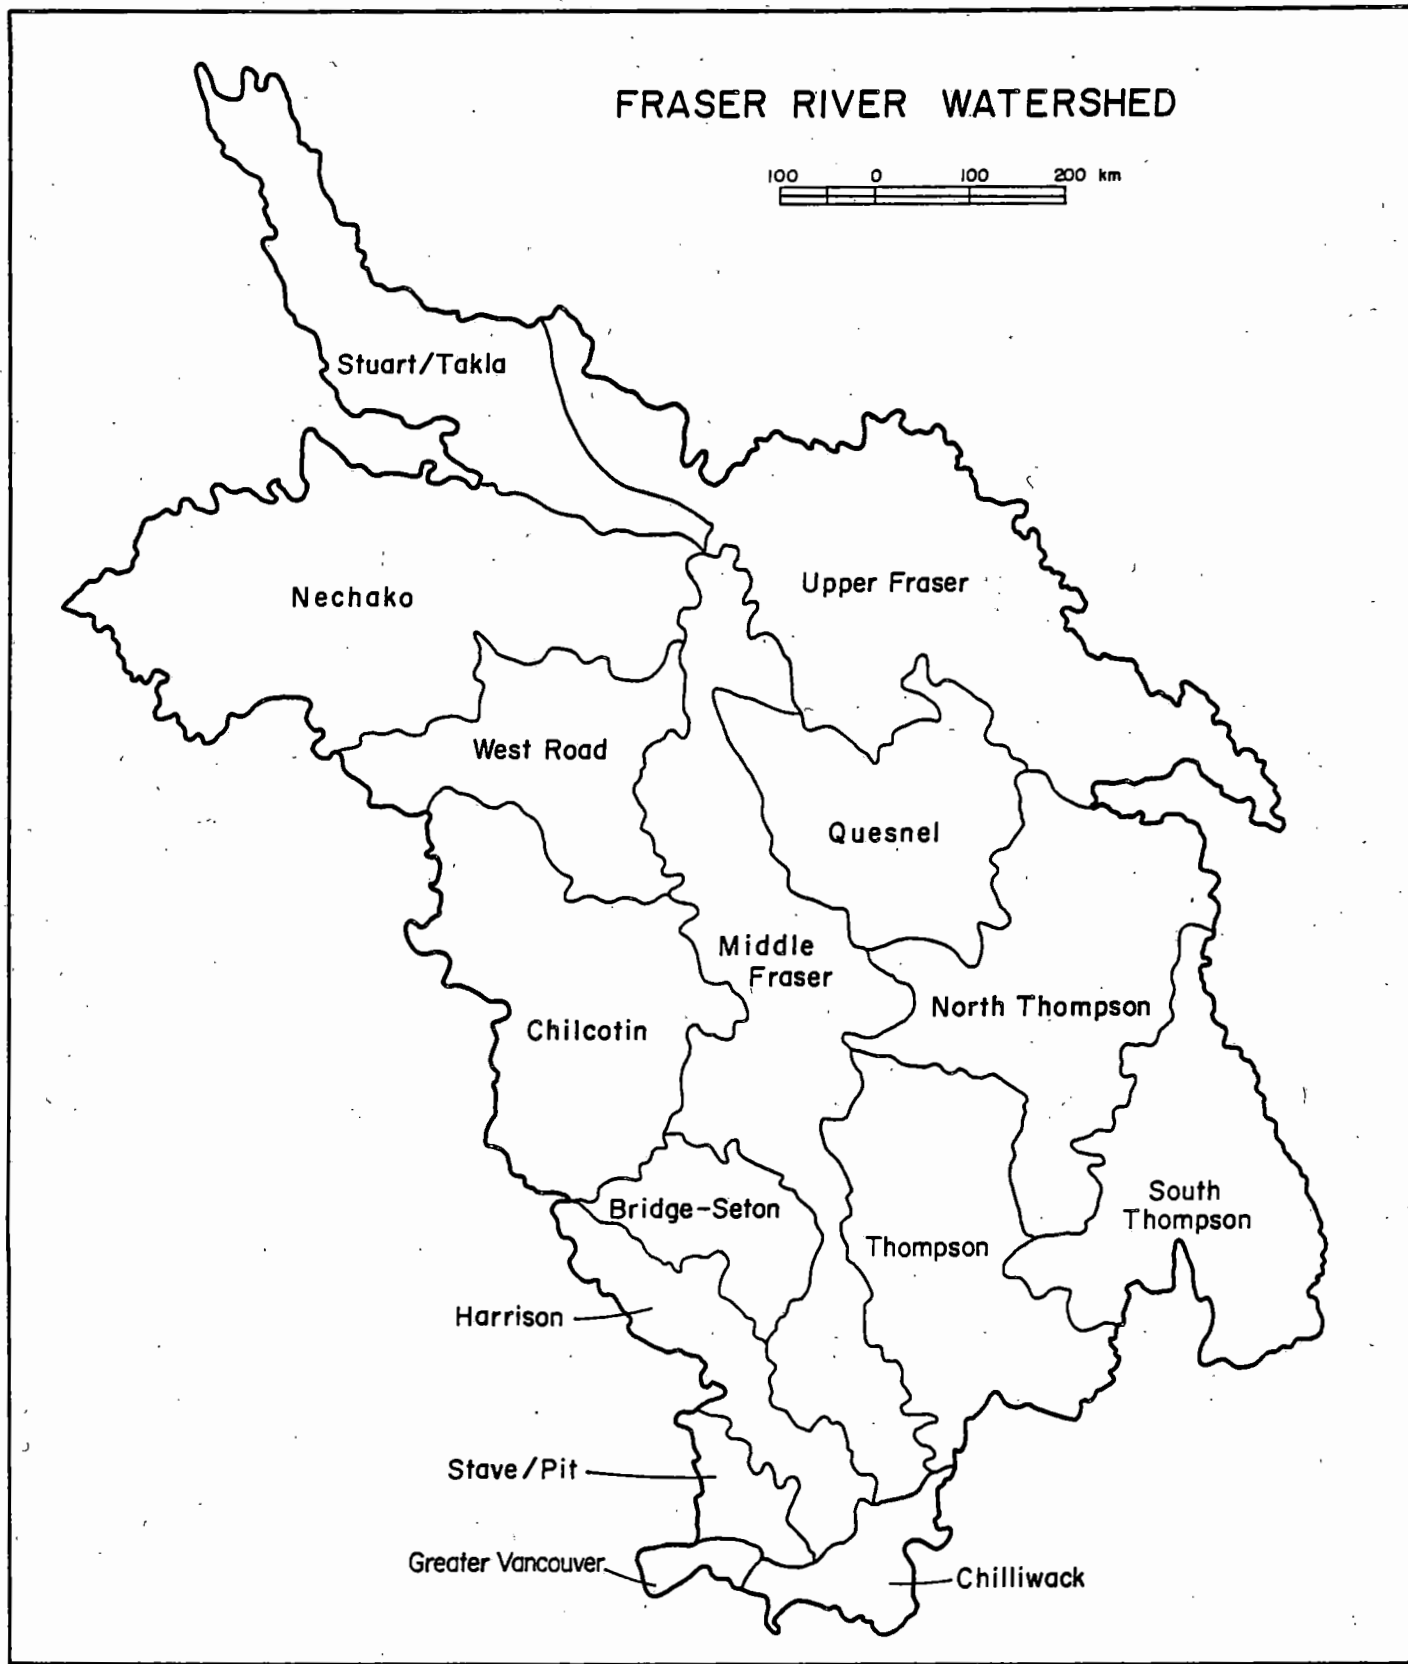 FRASER RIVER WATERSHED
100 0 100 200 km
Stuart/Takla
Upper Fraser
Nechako
West Road
Quesnel
Middle
Fraser
North Thompson
Chilcotin
South
Thompson
Bridge-Seton
Thompson
Harrison
Stave/Pit
Greater Vancouver
Chilliwack